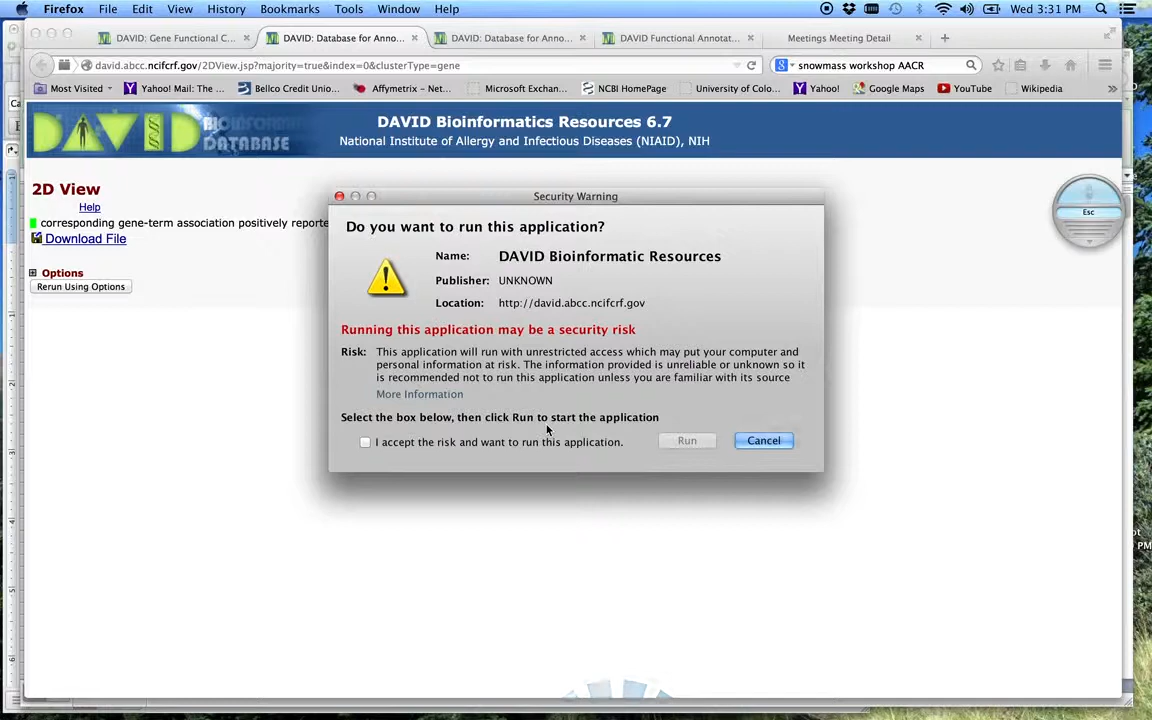 Firefox File Edit View History Bookmarks Tools Window Help Wed 3:31 PM
DAVID: Gene Functional C... DAVID: Database for Anno... DAVID: Database for Anno... DAVID Functional Annotat... Meetings Meeting Detail
david.abcc.ncifcrf.gov/2DView.jsp?majority=true&index=0&clusterType=gene snowmass workshop AACR
Most Visited Yahoo! Mail: The ... Bellco Credit Unio... Affymetrix – Net... Microsoft Exchan... NCBI HomePage University of Colo... Yahoo! Google Maps YouTube Wikipedia
DAVID BIOINFORMATICS
DATABASE
DAVID Bioinformatics Resources 6.7
National Institute of Allergy and Infectious Diseases (NIAID), NIH
2D View
Help
corresponding gene-term association positively reporte
Download File
Options
Rerun Using Options
Security Warning
Do you want to run this application?
Name: DAVID Bioinformatic Resources
Publisher: UNKNOWN
Location: http://david.abcc.ncifcrf.gov
Running this application may be a security risk
Risk: This application will run with unrestricted access which may put your computer and
personal information at risk. The information provided is unreliable or unknown so it
is recommended not to run this application unless you are familiar with its source
More Information
Select the box below, then click Run to start the application
I accept the risk and want to run this application. Run Cancel
Esc
PM